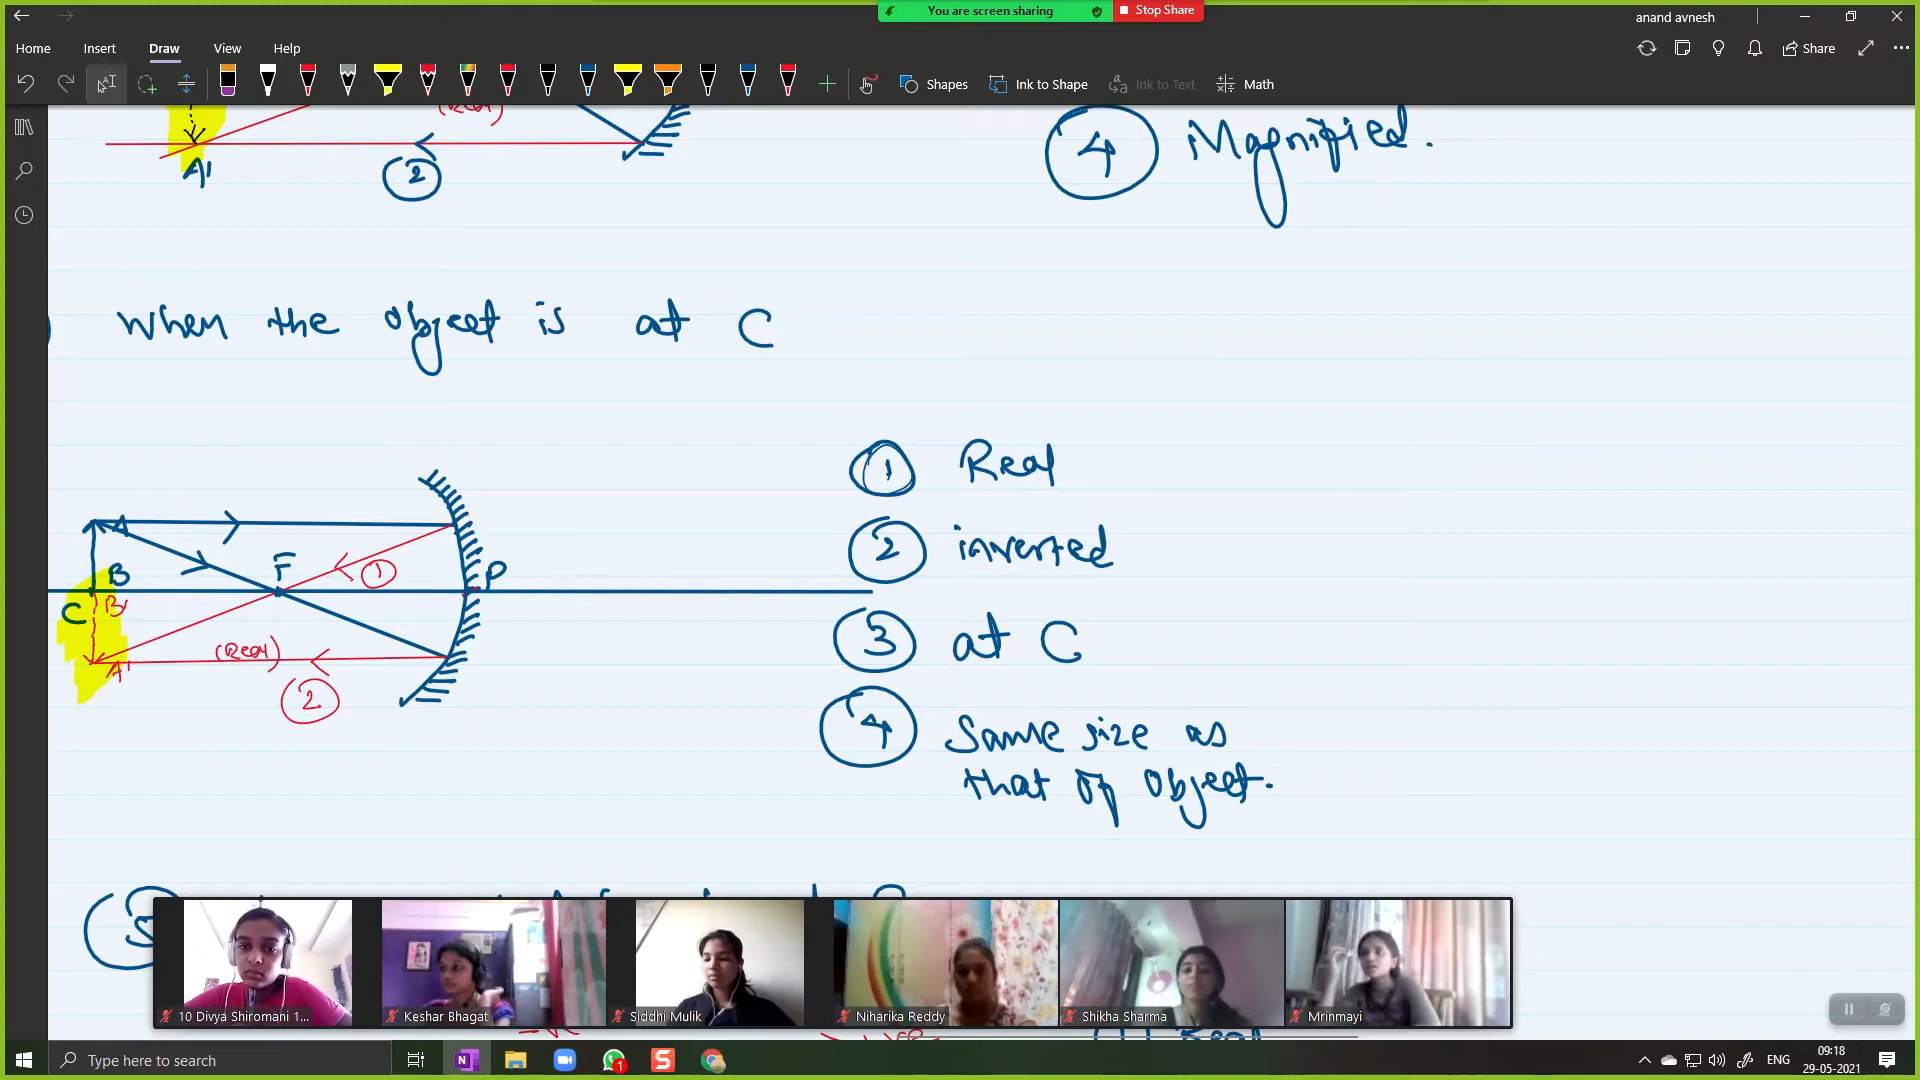 You are screen sharing
Stop Share
anand avnesh
Home Insert Draw View Help
Share
Shapes Ink to Shape Ink to Text Math
(Real)
A'
2
4 Magnified.
When the object is at C
1 Real
2 inverted
3 at C
4 Same size as
that of object.
A
B
F
P
C
B'
A'
1
(Real)
2
10 Divya Shiromani 1...
Keshar Bhagat
Siddhi Mulik
Niharika Reddy
Shikha Sharma
Mrinmayi
Type here to search
1
ENG
09:18
29-05-2021